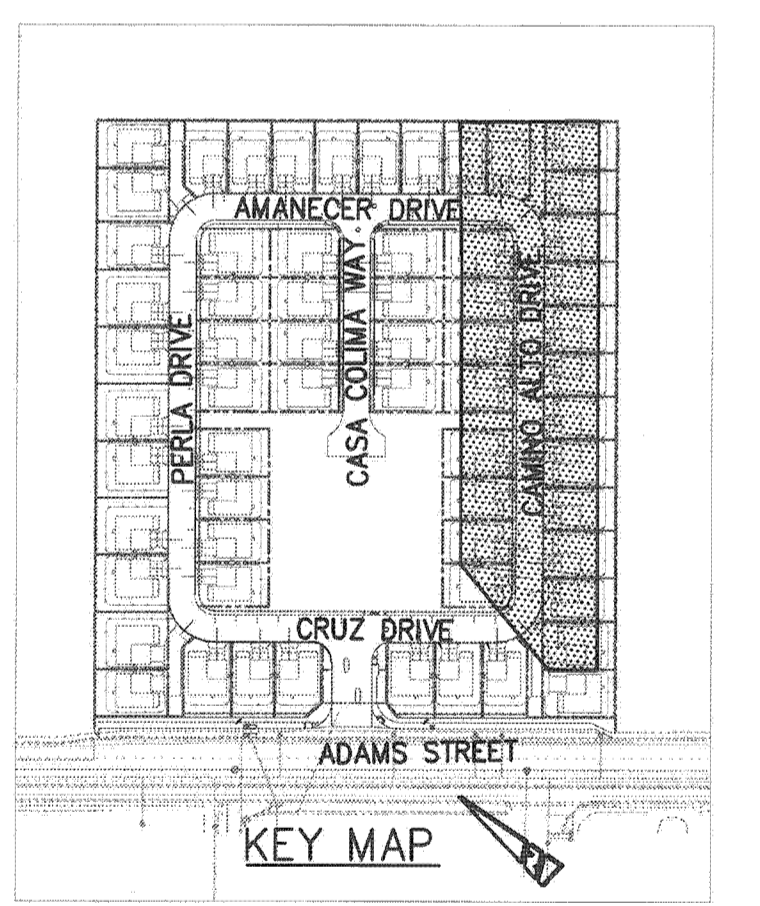 AMANECER DRIVE
CASA COLIMA WAY
PERLA DRIVE
CAMINO ALTO DRIVE
CRUZ DRIVE
ADAMS STREET
KEY MAP